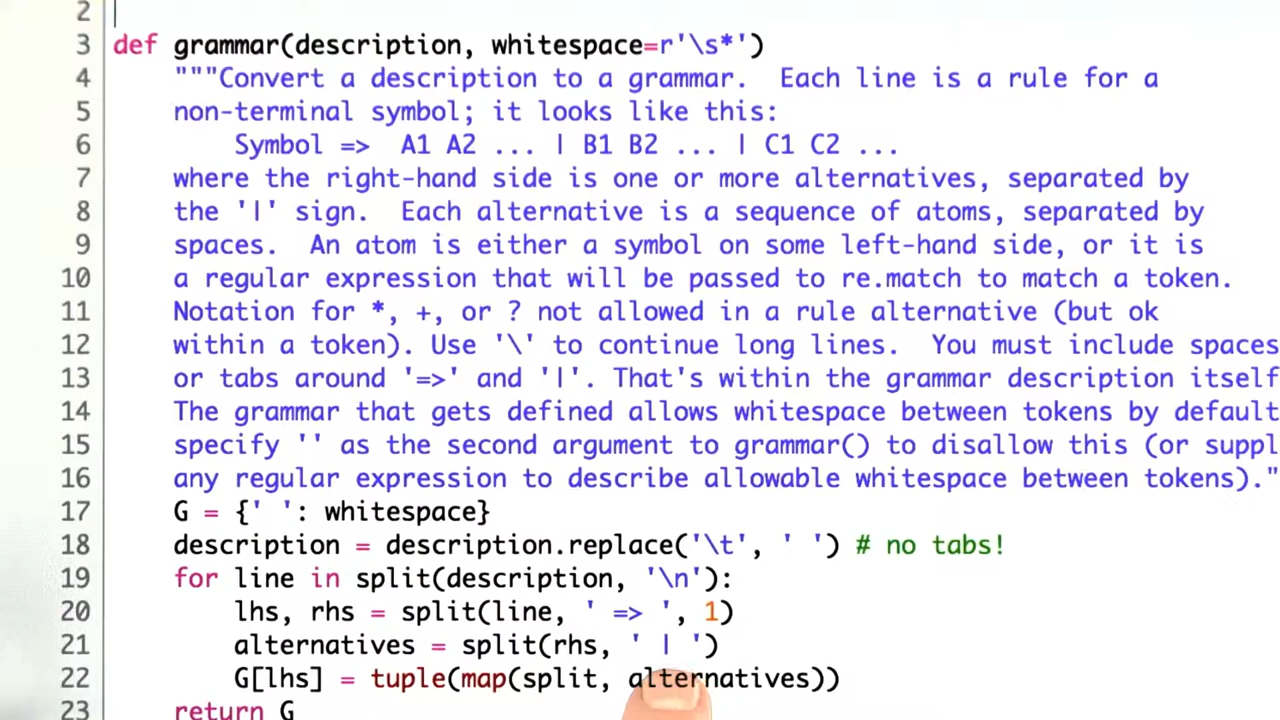 2
3 def grammar(description, whitespace=r'\s*')
4 """Convert a description to a grammar.  Each line is a rule for a
5 non-terminal symbol; it looks like this:
6 Symbol =>  A1 A2 ... | B1 B2 ... | C1 C2 ...
7 where the right-hand side is one or more alternatives, separated by
8 the '|' sign.  Each alternative is a sequence of atoms, separated by
9 spaces.  An atom is either a symbol on some left-hand side, or it is
10 a regular expression that will be passed to re.match to match a token.
11 Notation for *, +, or ? not allowed in a rule alternative (but ok
12 within a token). Use '\' to continue long lines.  You must include spaces
13 or tabs around '=>' and '|'. That's within the grammar description itself
14 The grammar that gets defined allows whitespace between tokens by default
15 specify '' as the second argument to grammar() to disallow this (or suppl
16 any regular expression to describe allowable whitespace between tokens)."
17 G = {' ': whitespace}
18 description = description.replace('\t', ' ') # no tabs!
19 for line in split(description, '\n'):
20 lhs, rhs = split(line, ' => ', 1)
21 alternatives = split(rhs, ' | ')
22 G[lhs] = tuple(map(split, alternatives))
23 return G